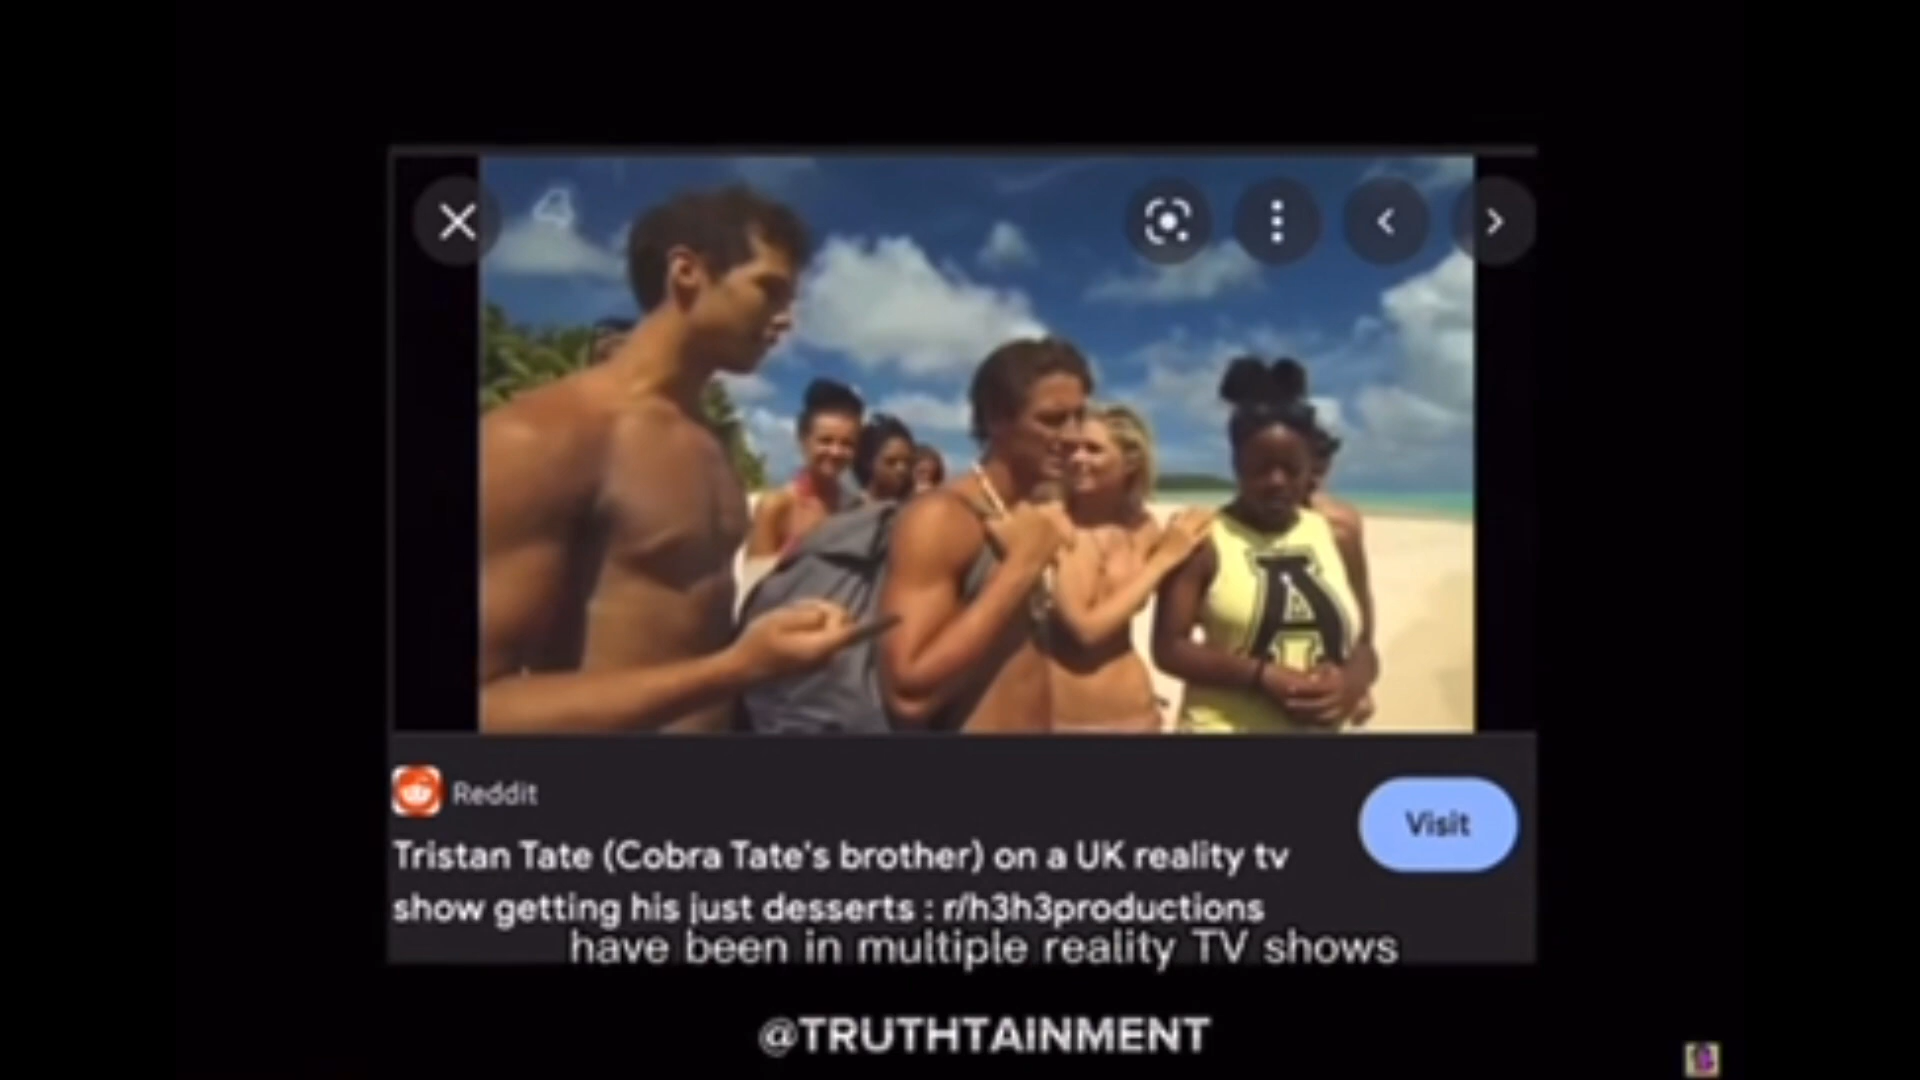 4
A
Reddit
Visit
Tristan Tate (Cobra Tate's brother) on a UK reality tv
show getting his just desserts : r/h3h3productions
have been in multiple reality TV shows
@TRUTHTAINMENT